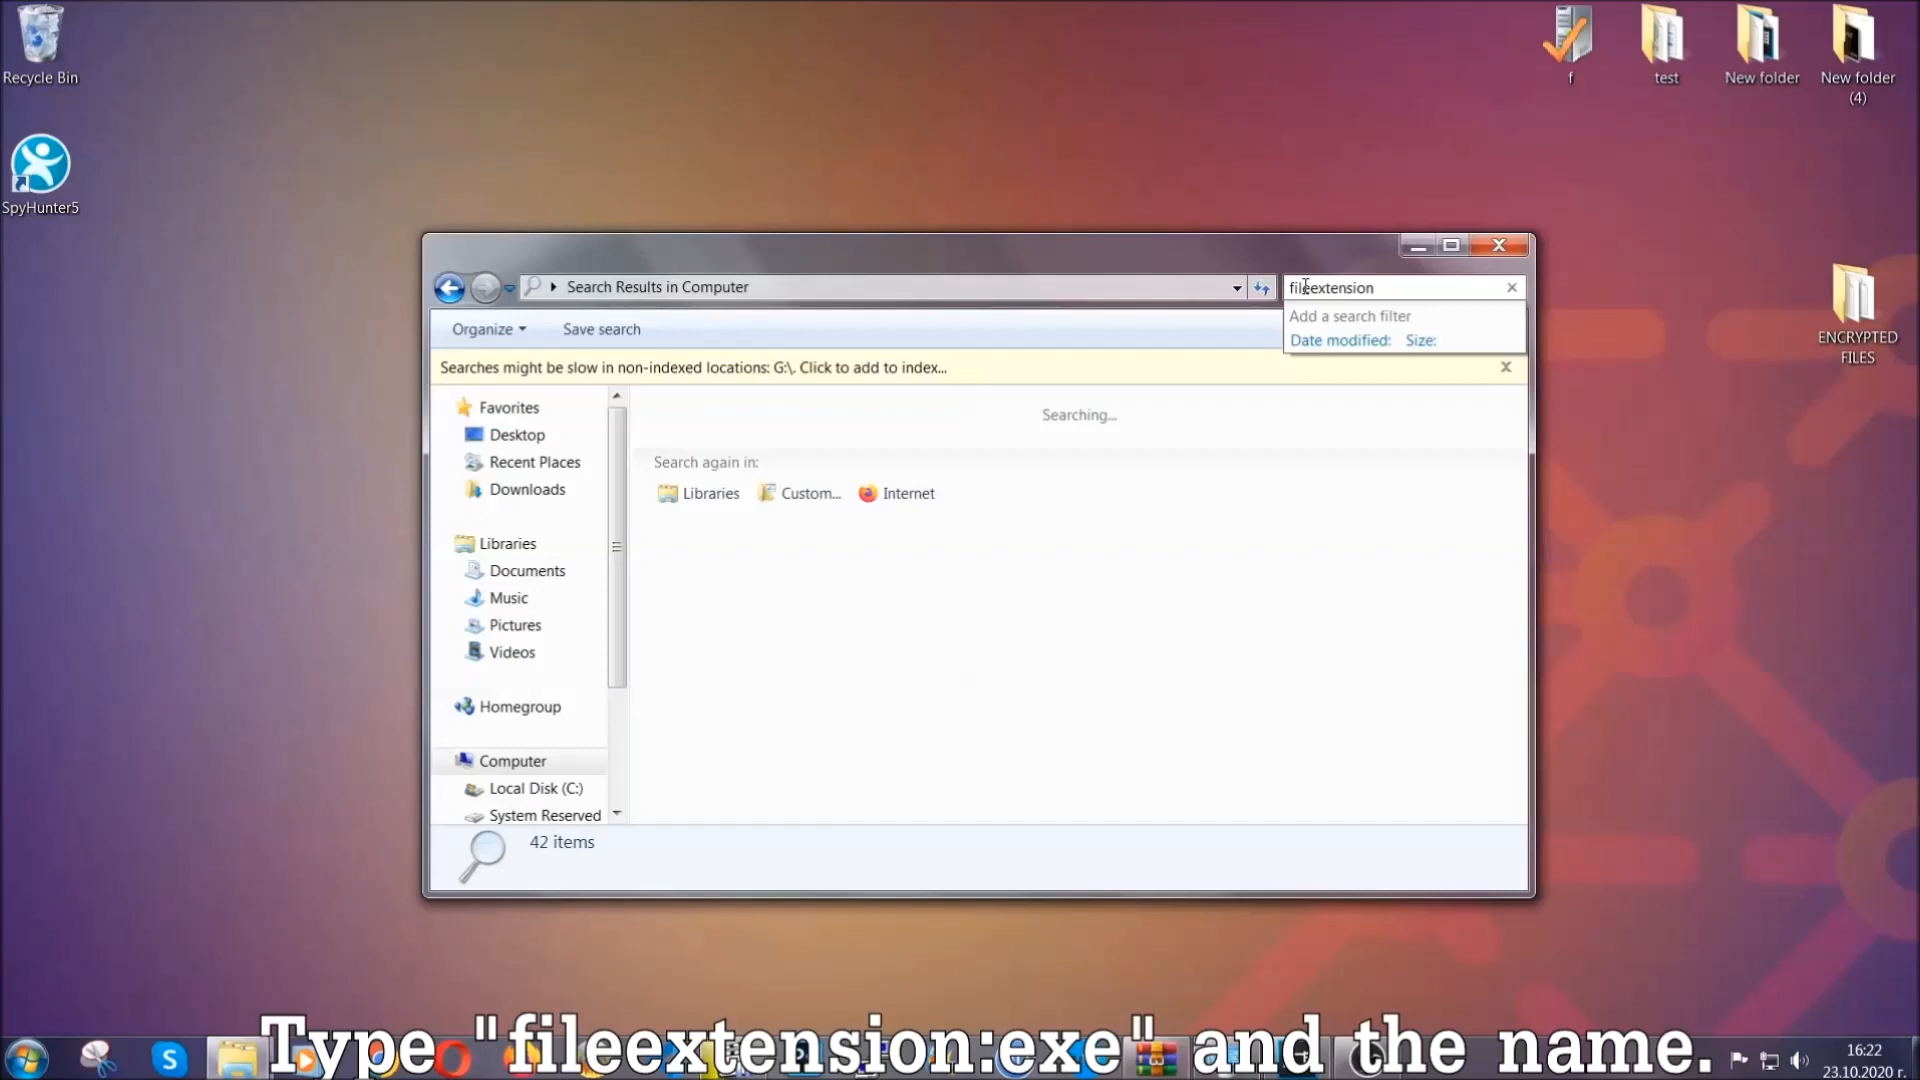 Recycle Bin
f
test
New folder
New folder
(4)
SpyHunter5
ENCRYPTED
FILES
Search Results in Computer
fileextension
Organize
Save search
Add a search filter
Date modified:
Size:
Searches might be slow in non-indexed locations: G:\. Click to add to index...
Favorites
Desktop
Recent Places
Downloads
Libraries
Documents
Music
Pictures
Videos
Homegroup
Computer
Local Disk (C:)
System Reserved
Searching...
Search again in:
Libraries
Custom...
Internet
42 items
Type "fileextension:exe" and the name.
16:22
23.10.2020 г.